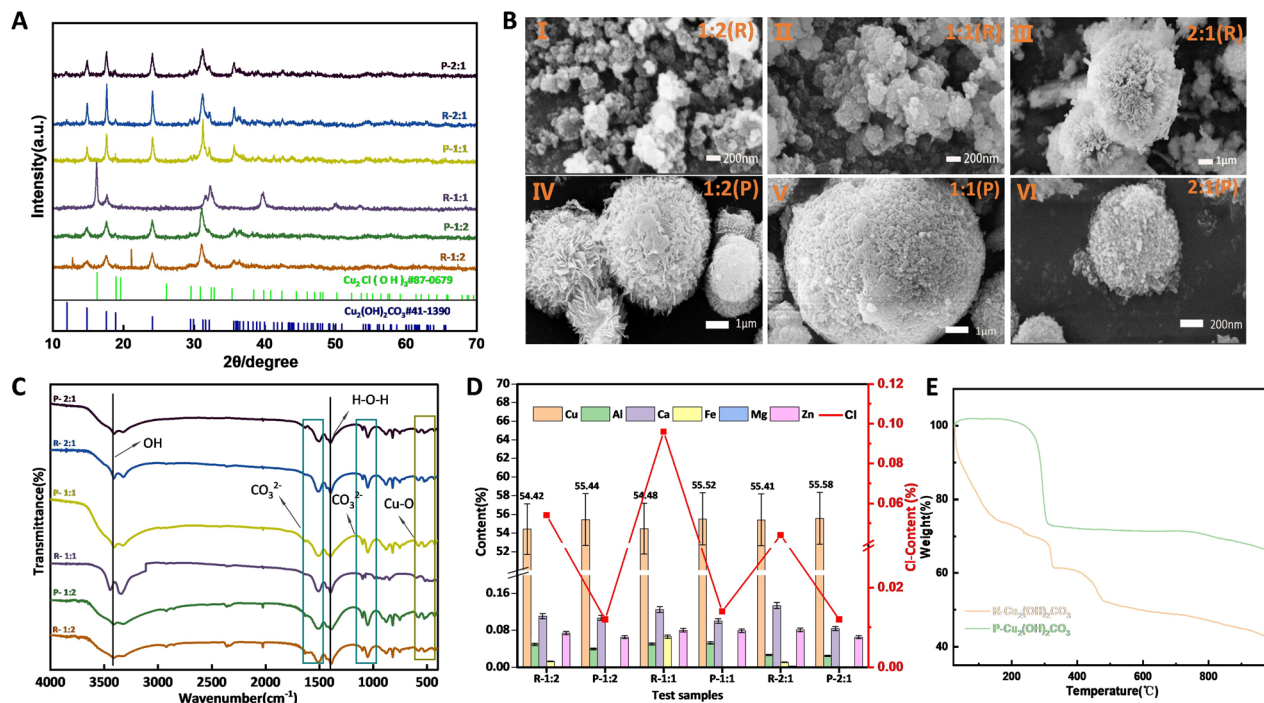 A
P-2:1
R-2:1
P-1:1
R-1:1
P-1:2
R-1:2
Cu2Cl(OH)3#87-0679
Cu2(OH)2CO3#41-1390
Intensity(a.u.)
10 20 30 40 50 60 70
2θ/degree
B
I 1:2(R) 200nm
II 1:1(R) 200nm
III 2:1(R) 1μm
IV 1:2(P) 1μm
V 1:1(P) 1μm
VI 2:1(P) 200nm
C
P- 2:1
H-O-H
OH
R- 2:1
P- 1:1
CO3 2-
CO3 2-
Cu-O
R- 1:1
P- 1:2
R- 1:2
Transmittance(%)
4000 3500 3000 2500 2000 1500 1000 500
Wavenumber(cm-1)
D
Cu Al Ca Fe Mg Zn Cl
54.42 55.44 54.48 55.52 55.41 55.58
Content(%)
70
68
66
64
62
60
58
56
54
52
0.16
0.08
0.00
Cl-Content (%)
0.12
0.10
0.08
0.06
0.04
0.02
0.00
R-1:2 P-1:2 R-1:1 P-1:1 R-2:1 P-2:1
Test samples
E
Weight(%)
100
80
60
40
R-Cu2(OH)2CO3
P-Cu2(OH)2CO3
200 400 600 800
Temperature(℃)